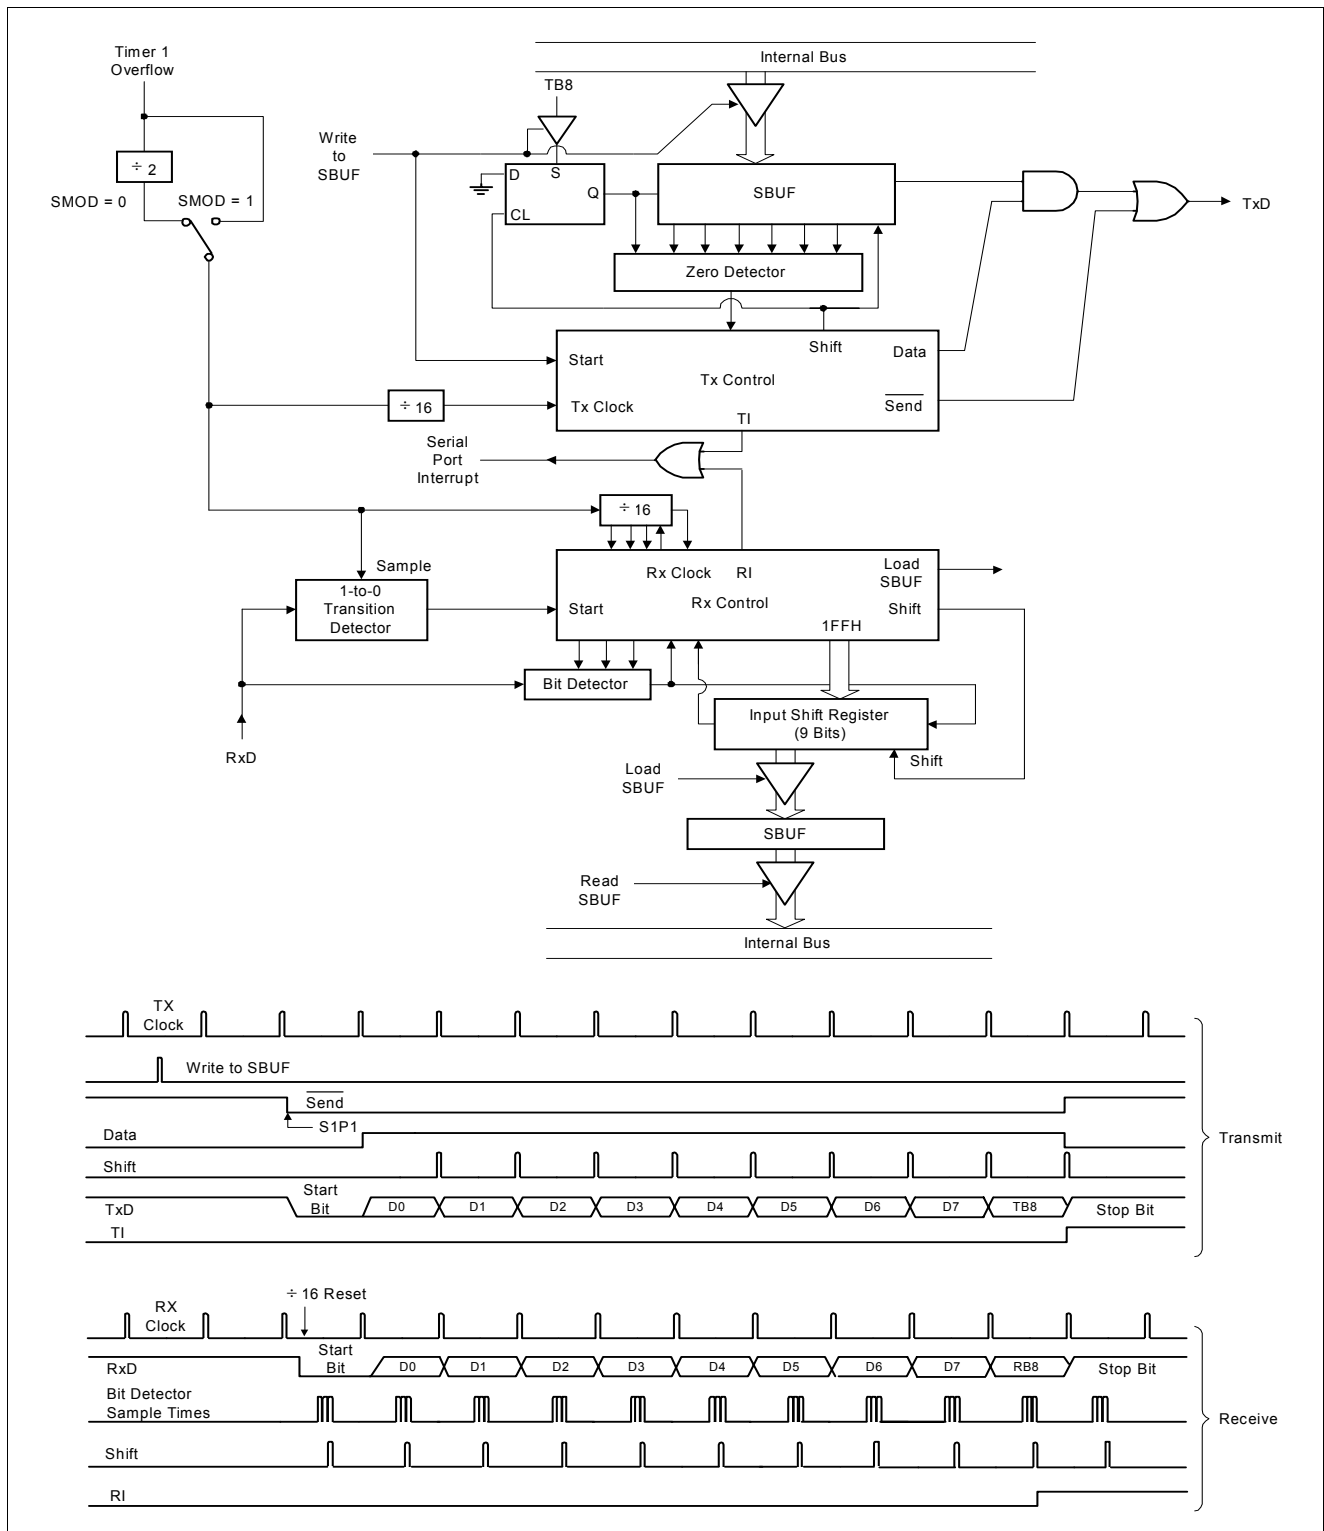 Timer 1
Overflow
Internal Bus
TB8
Write
to
SBUF
÷ 2
SMOD = 0
SMOD = 1
D
S
Q
CL
SBUF
TxD
Zero Detector
Start
Shift
Data
Tx Control
÷ 16
Tx Clock
Send
TI
Serial
Port
Interrupt
÷ 16
Sample
Rx Clock
RI
Load
SBUF
1-to-0
Transition
Detector
Start
Rx Control
Shift
1FFH
Bit Detector
Input Shift Register
(9 Bits)
RxD
Shift
Load
SBUF
SBUF
Read
SBUF
Internal Bus
TX
Clock
Write to SBUF
Send
S1P1
Data
Shift
Transmit
TxD
Start
Bit
D0
D1
D2
D3
D4
D5
D6
D7
TB8
Stop Bit
TI
÷ 16 Reset
RX
Clock
RxD
Start
Bit
D0
D1
D2
D3
D4
D5
D6
D7
RB8
Stop Bit
Bit Detector
Sample Times
Receive
Shift
RI